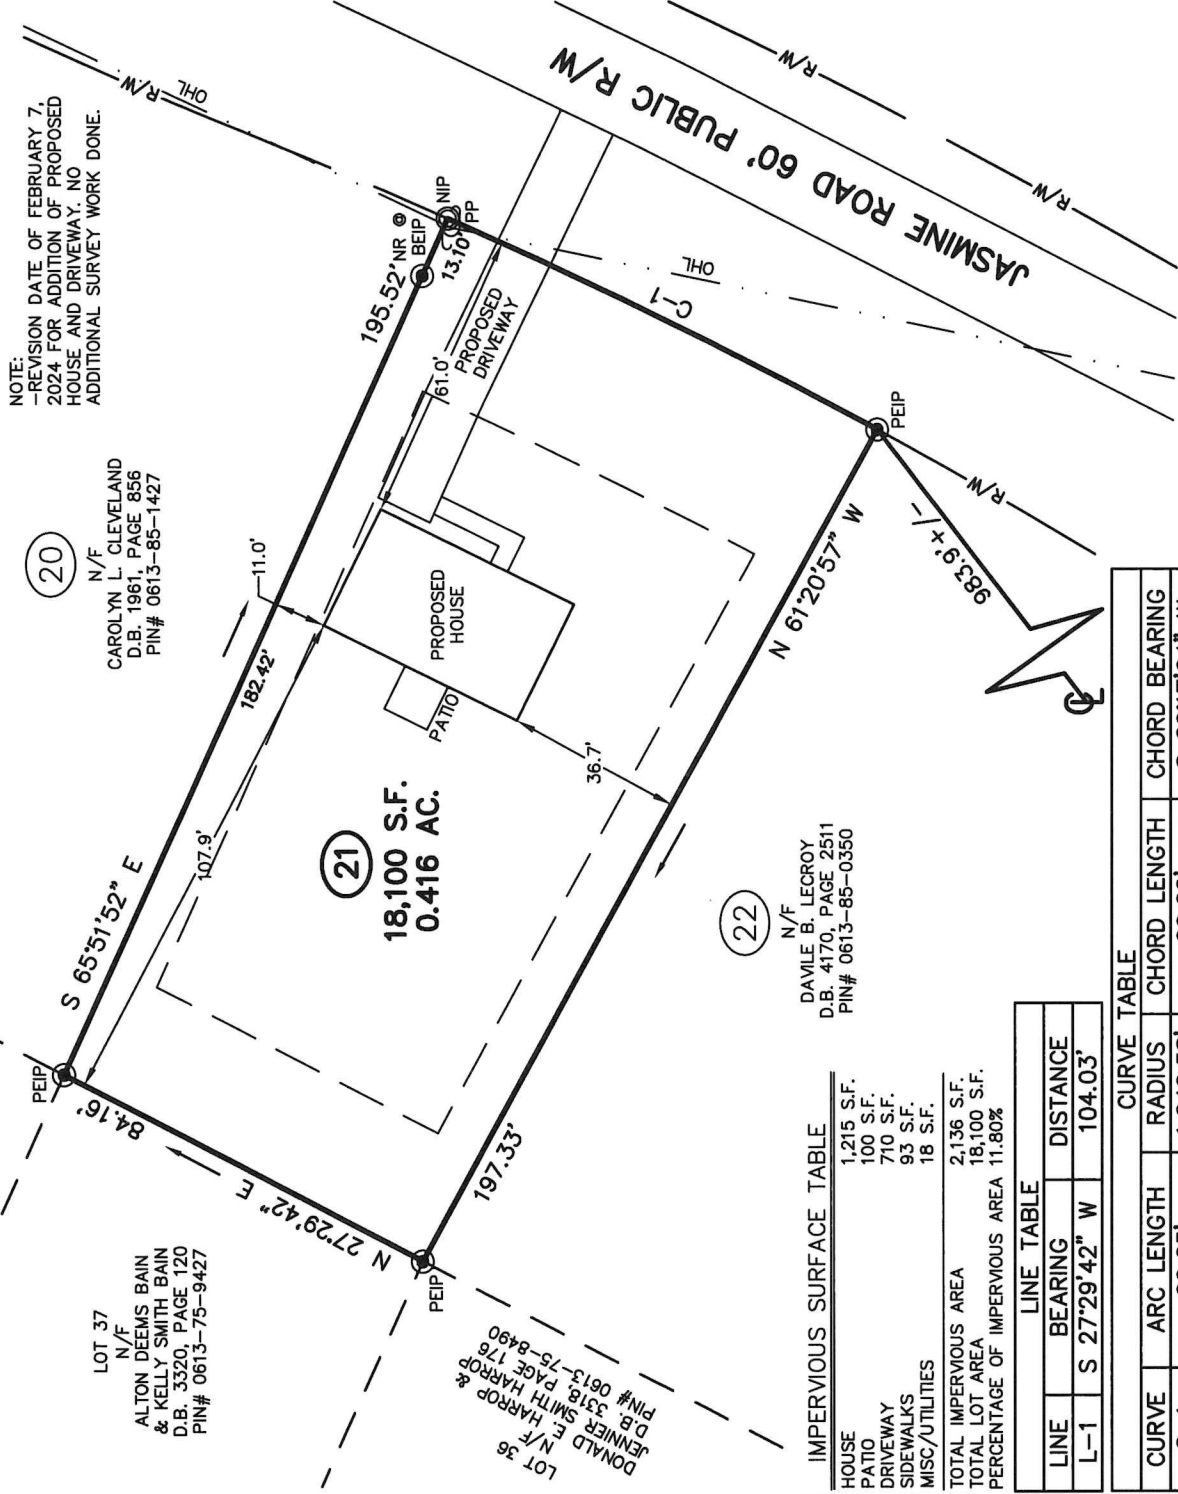 NOTE:
-REVISION DATE OF FEBRUARY 7,
2024 FOR ADDITION OF PROPOSED
HOUSE AND DRIVEWAY. NO
ADDITIONAL SURVEY WORK DONE.
20
N/F
CAROLYN L. CLEVELAND
D.B. 1961, PAGE 856
PIN# 0613-85-1427
LOT 37
N/F
ALTON DEEMS BAIN
& KELLY SMITH BAIN
D.B. 3320, PAGE 120
PIN# 0613-75-9427
LOT 36
N/F
DONALD E. HARROP &
JENNIER SMITH HARROP
D.B. 3318, PAGE 176
PIN# 0613-75-8490
PEIP
S 65°51'52" E
182.42'
195.52'
NR
BEIP
13.10'
NIP
PP
R/W
OHL
JASMINE ROAD 60' PUBLIC R/W
R/W
R/W
OHL
C-1
PROPOSED
DRIVEWAY
61.0'
11.0'
107.9'
PROPOSED
HOUSE
PATIO
36.7'
21
18,100 S.F.
0.416 AC.
84.16'
N 27°29'42" E
PEIP
197.33'
N 61°20'57" W
PEIP
R/W
983.9'+/-
CL
22
N/F
DAVILE B. LECROY
D.B. 4170, PAGE 2511
PIN# 0613-85-0350
IMPERVIOUS SURFACE TABLE
HOUSE 1,215 S.F.
PATIO 100 S.F.
DRIVEWAY 710 S.F.
SIDEWALKS 93 S.F.
MISC/UTILITIES 18 S.F.
TOTAL IMPERVIOUS AREA 2,136 S.F.
TOTAL LOT AREA 18,100 S.F.
PERCENTAGE OF IMPERVIOUS AREA 11.80%
LINE TABLE
LINE BEARING DISTANCE
L-1 S 27°29'42" W 104.03'
CURVE TABLE
CURVE ARC LENGTH RADIUS CHORD LENGTH CHORD BEARING